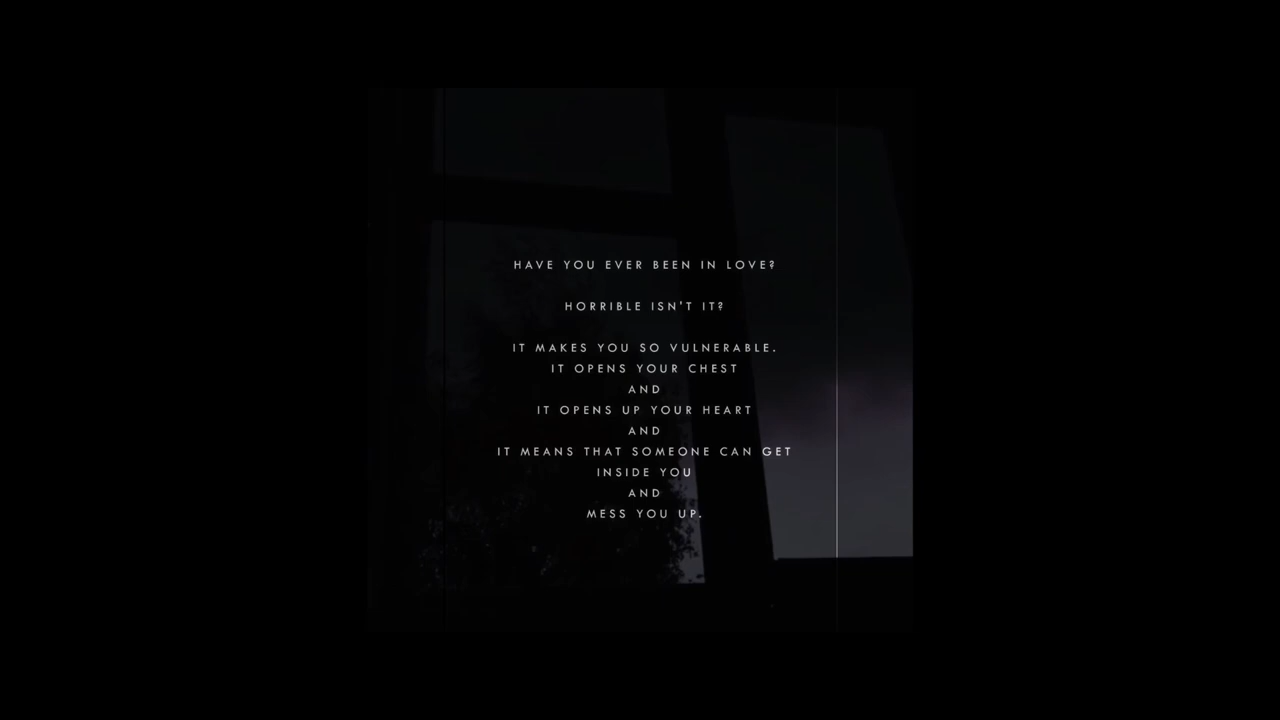 HAVE YOU EVER BEEN IN LOVE?
HORRIBLE ISN'T IT?
IT MAKES YOU SO VULNERABLE.
IT OPENS YOUR CHEST
AND
IT OPENS UP YOUR HEART
AND
IT MEANS THAT SOMEONE CAN GET
INSIDE YOU
AND
MESS YOU UP.